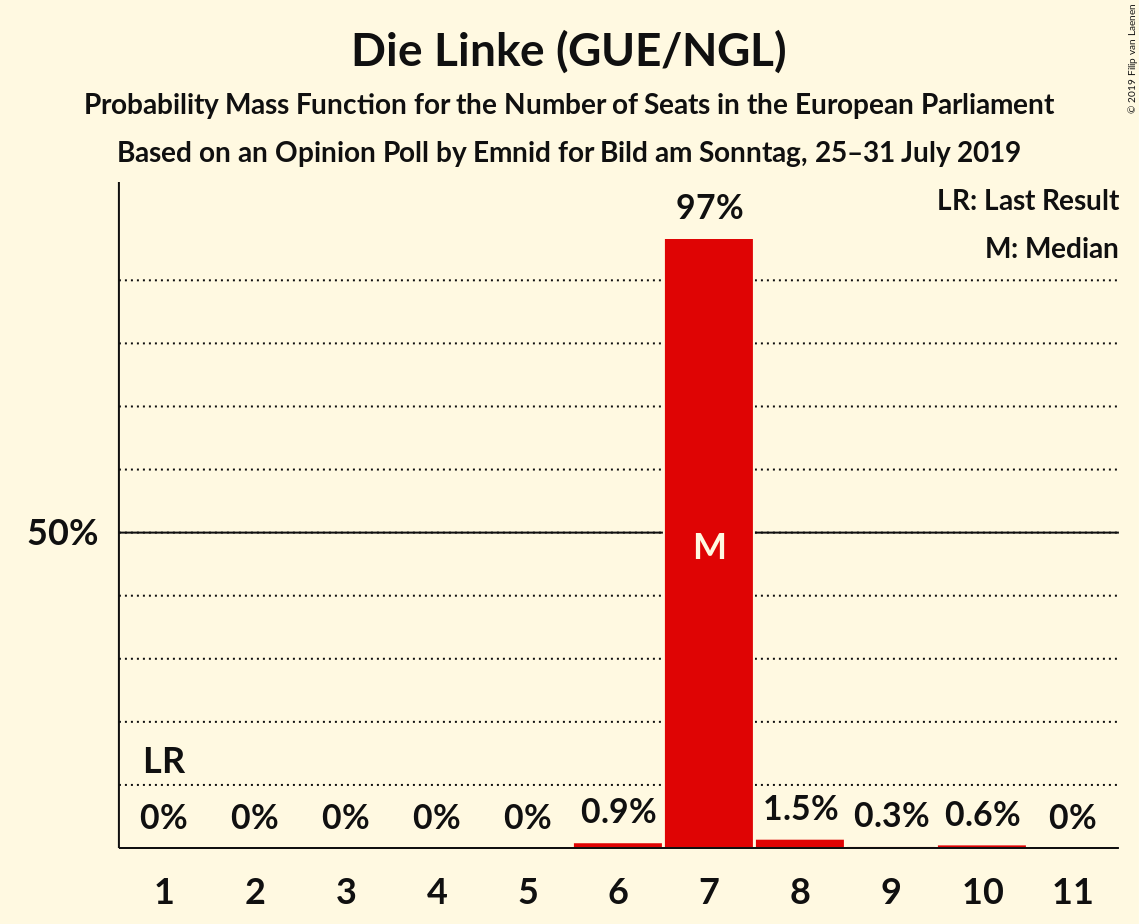 Die Linke (GUE/NGL)
Probability Mass Function for the Number of Seats in the European Parliament
Based on an Opinion Poll by Emnid for Bild am Sonntag, 25–31 July 2019
© 2019 Filip van Laenen
LR: Last Result
M: Median
97%
50%
M
LR
0% 0% 0% 0% 0% 0.9% 1.5% 0.3% 0.6% 0%
1 2 3 4 5 6 7 8 9 10 11